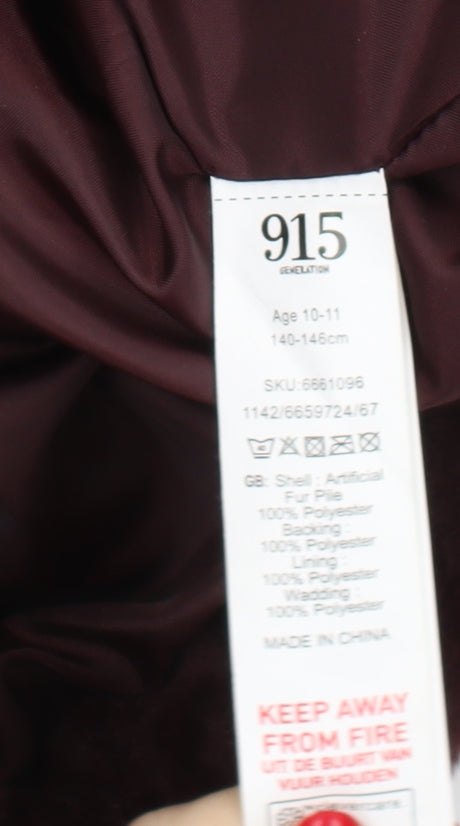 915
GENERATION
Age 10-11
140-146cm
SKU:6661096
1142/6659724/67
40
GB: Shell : Artificial
Fur Pile
100% Polyester
Backing :
100% Polyester
Lining :
100% Polyester
Wadding :
100% Polyester
MADE IN CHINA
KEEP AWAY
FROM FIRE
UIT DE BUURT VAN
VUUR HOUDEN